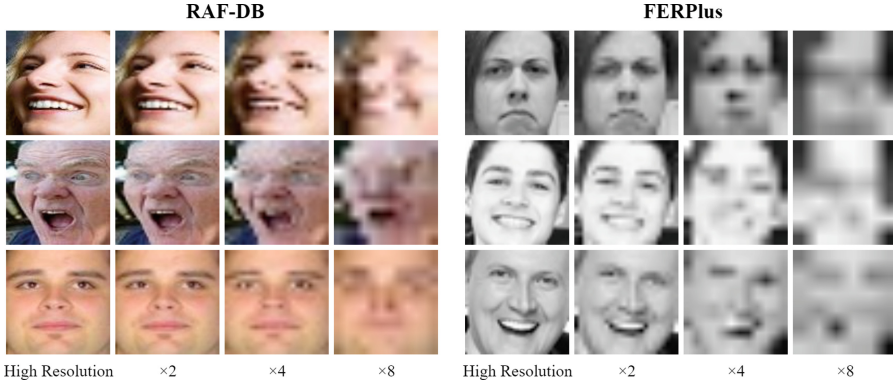 RAF-DB FERPlus
High Resolution ×2 ×4 ×8 High Resolution ×2 ×4 ×8